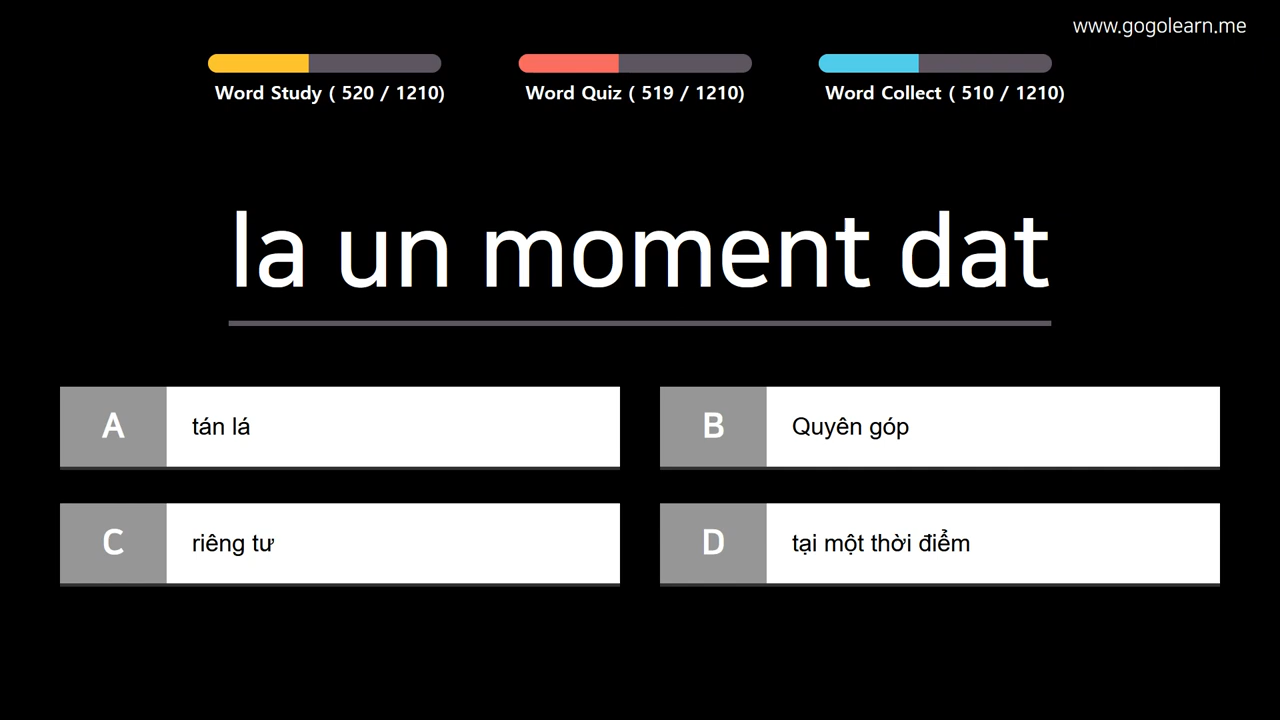 www.gogolearn.me
Word Study ( 520 / 1210)
Word Quiz ( 519 / 1210)
Word Collect ( 510 / 1210)
la un moment dat
A tán lá
B Quyên góp
C riêng tư
D tại một thời điểm